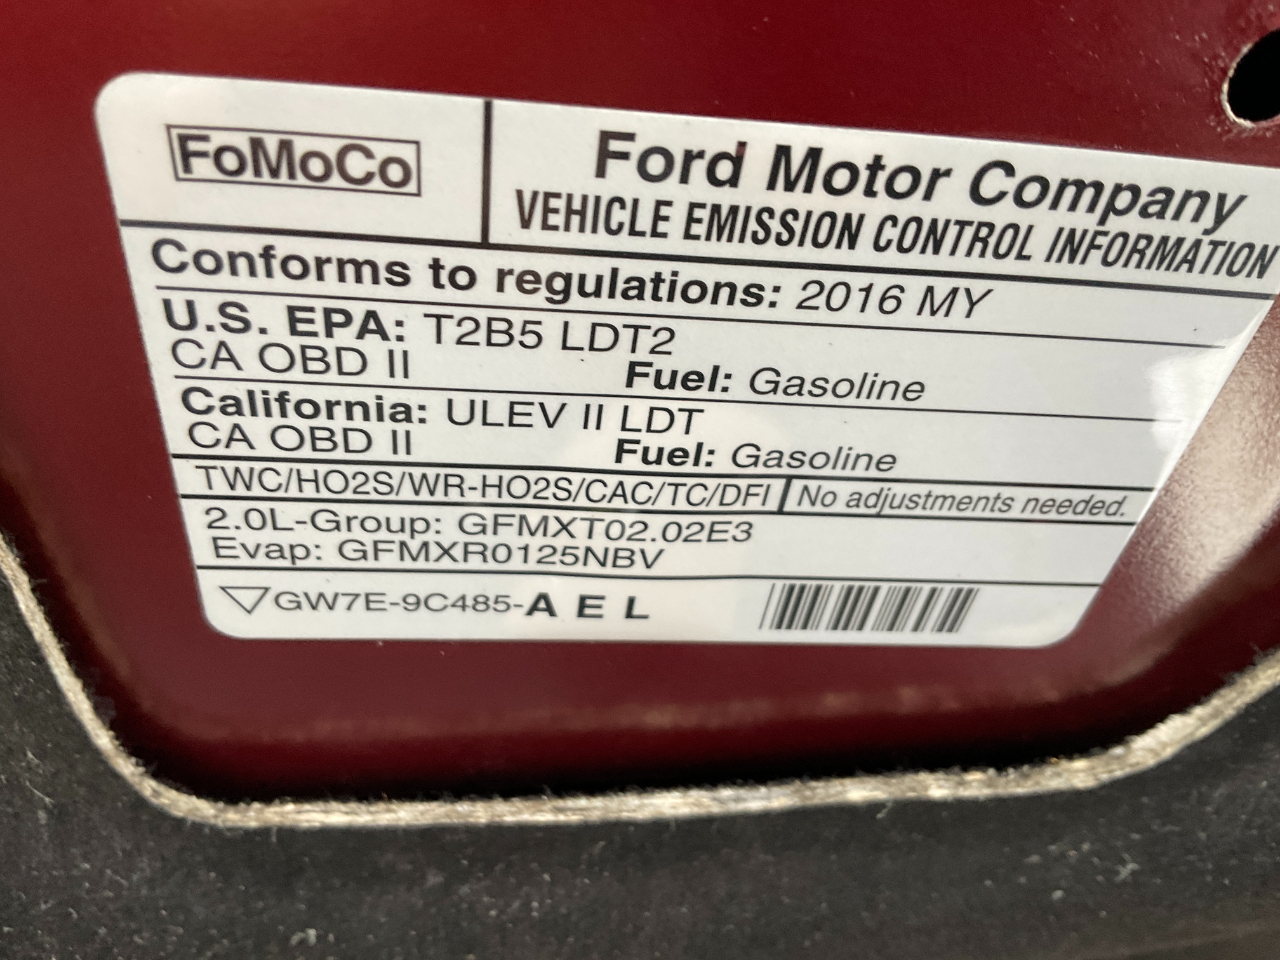 FoMoCo
Ford Motor Company
VEHICLE EMISSION CONTROL INFORMATION
Conforms to regulations: 2016 MY
U.S. EPA: T2B5 LDT2
CA OBD II Fuel: Gasoline
California: ULEV II LDT
CA OBD II Fuel: Gasoline
TWC/HO2S/WR-HO2S/CAC/TC/DFI No adjustments needed.
2.0L-Group: GFMXT02.02E3
Evap: GFMXR0125NBV
GW7E-9C485-A E L